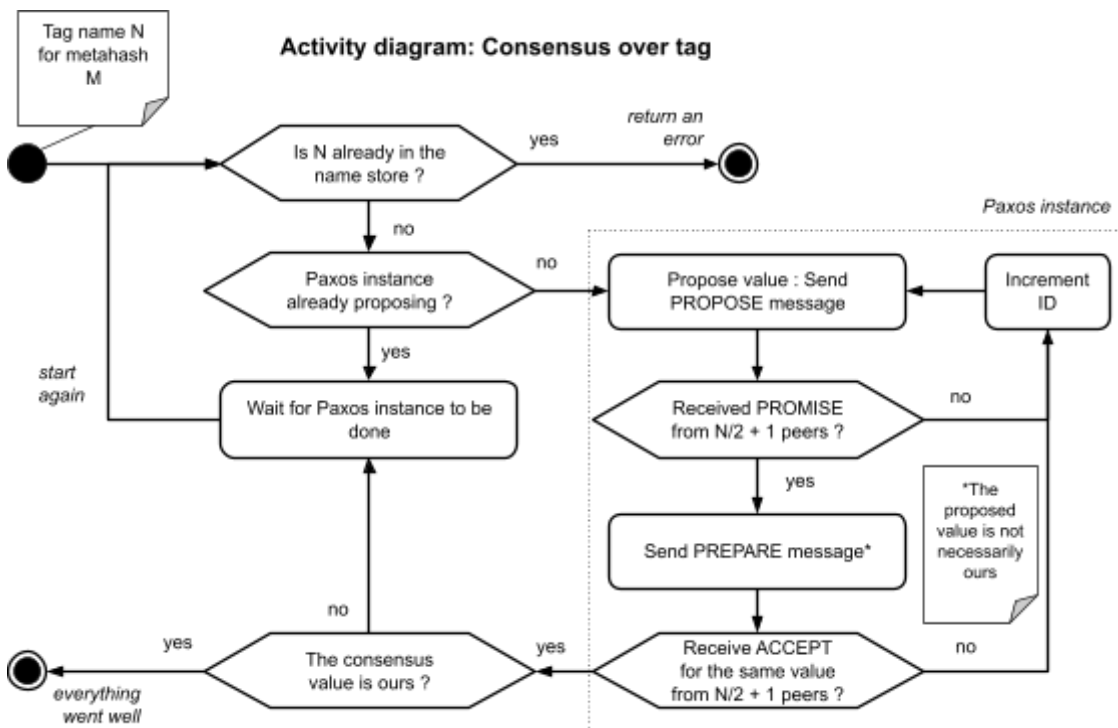 Tag name N
for metahash
M
Activity diagram: Consensus over tag
return an
error
yes
Is N already in the
name store ?
no
Paxos instance
Paxos instance
already proposing ?
no
Propose value : Send
PROPOSE message
Increment
ID
yes
start
again
Wait for Paxos instance to be
done
Received PROMISE
from N/2 + 1 peers ?
no
yes
*The
proposed
value is not
necessarily
ours
Send PREPARE message*
no
yes
The consensus
value is ours ?
yes
Receive ACCEPT
for the same value
from N/2 + 1 peers ?
no
everything
went well